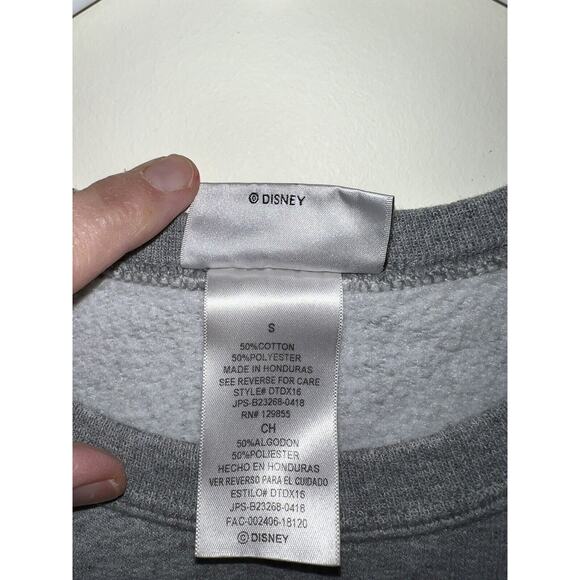 © DISNEY
S
50%COTTON
50%POLYESTER
MADE IN HONDURAS
SEE REVERSE FOR CARE
STYLE# DTDX16
JPS-B23268-0418
RN# 129855
CH
50%ALGODON
50%POLIESTER
HECHO EN HONDURAS
VER REVERSO PARA EL CUIDADO
ESTILO# DTDX16
JPS-B23268-0418
FAC-002406-18120
© DISNEY